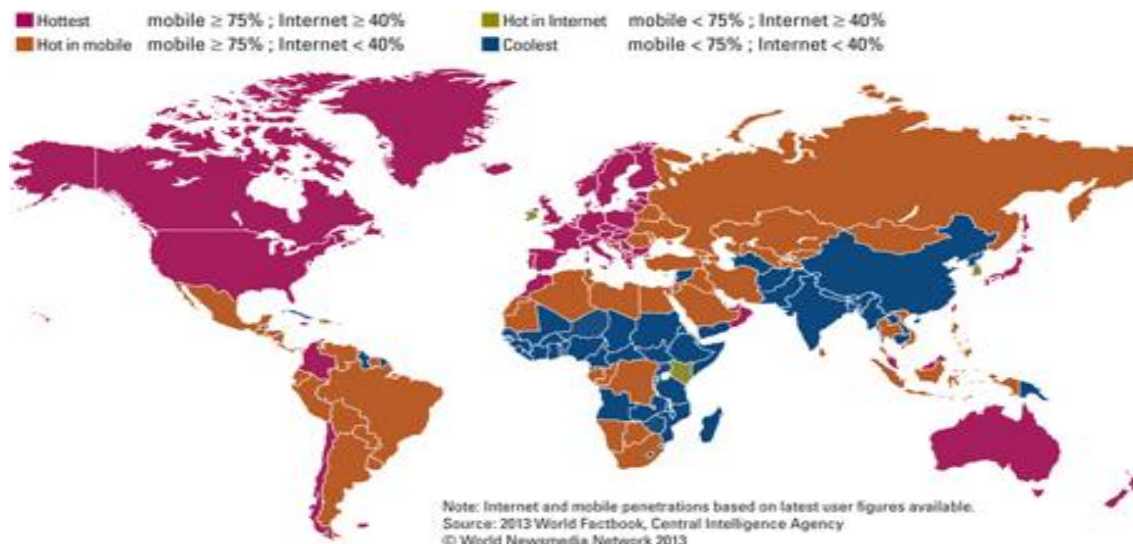 Hottest mobile ≥ 75% ; Internet ≥ 40%
Hot in Internet mobile < 75% ; Internet ≥ 40%
Hot in mobile mobile ≥ 75% ; Internet < 40%
Coolest mobile < 75% ; Internet < 40%
Note: Internet and mobile penetrations based on latest user figures available.
Source: 2013 World Factbook, Central Intelligence Agency
© World Newsmedia Network 2013